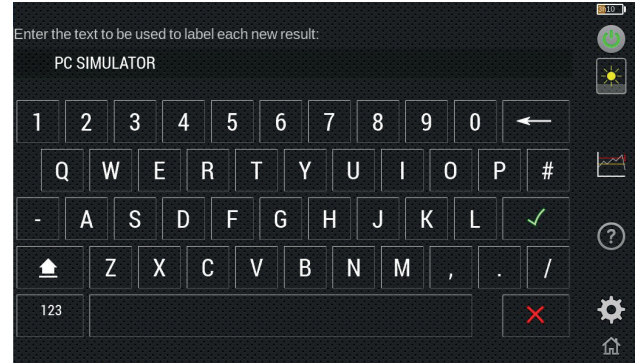 3610
Enter the text to be used to label each new result:
PC SIMULATOR
1 2 3 4 5 6 7 8 9 0
Q W E R T Y U I O P #
- A S D F G H J K L
Z X C V B N M , . /
123
?